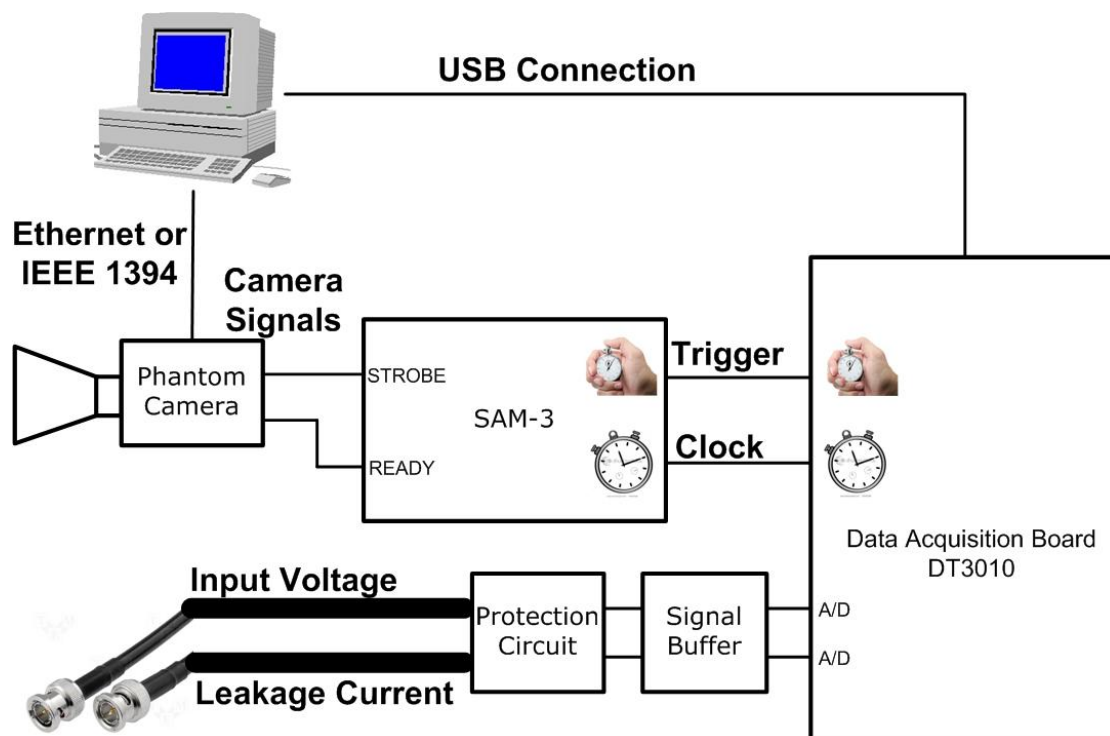 USB Connection
Ethernet or
IEEE 1394
Camera
Signals
Phantom
Camera
STROBE
READY
SAM-3
Trigger
Clock
Data Acquisition Board
DT3010
Input Voltage
Leakage Current
Protection
Circuit
Signal
Buffer
A/D
A/D